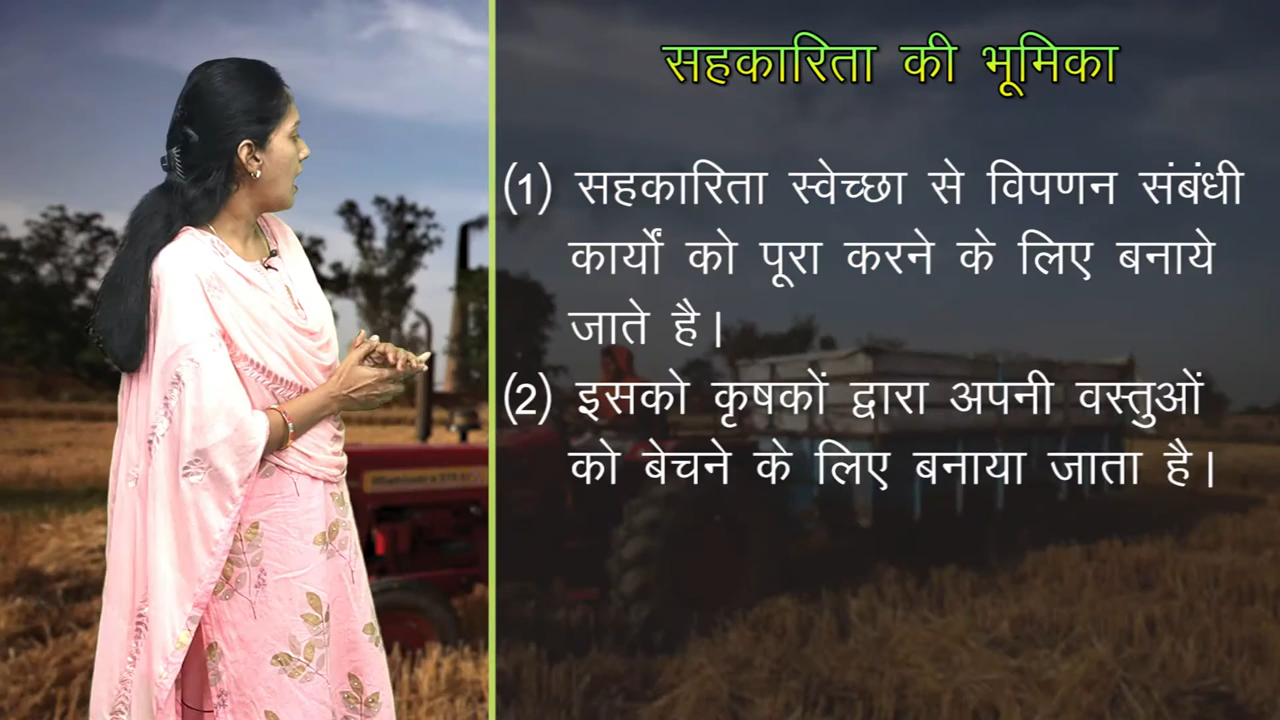 सहकारिता की भूमिका
(1) सहकारिता स्वेच्छा से विपणन संबंधी
कार्यों को पूरा करने के लिए बनाये
जाते है।
(2) इसको कृषकों द्वारा अपनी वस्तुओं
को बेचने के लिए बनाया जाता है।